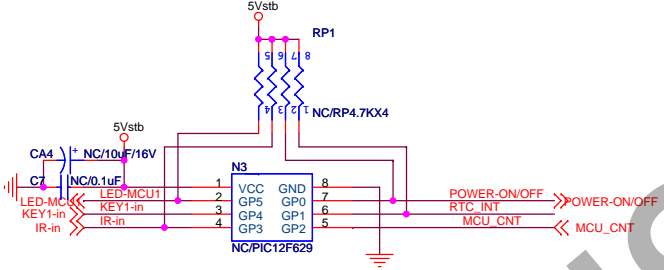 5Vstb
RP1
5 6 7 8
4 3 2 1
NC/RP4.7KX4
5Vstb
CA4
+
NC/10uF/16V
C7
NC/0.1uF
N3
1 VCC GND 8
2 GP5 GP0 7
3 GP4 GP1 6
4 GP3 GP2 5
NC/PIC12F629
LED-MCU1
LED-MCU1
KEY1-in
KEY1-in
IR-in
IR-in
POWER-ON/OFF
POWER-ON/OFF
RTC_INT
MCU_CNT
MCU_CNT